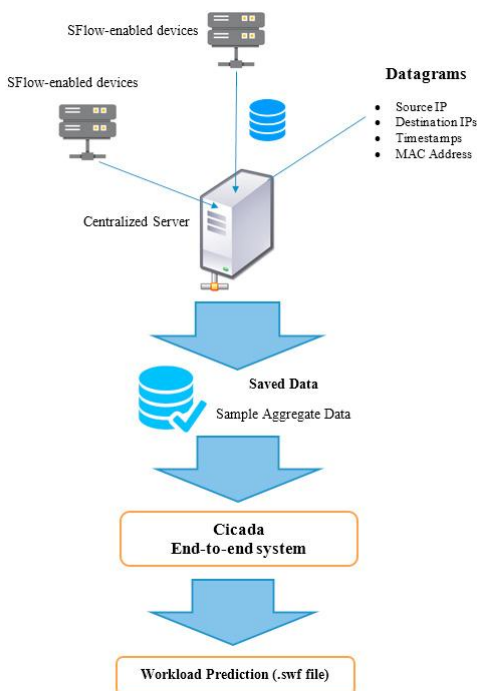 SFlow-enabled devices
SFlow-enabled devices
Datagrams
• Source IP
• Destination IPs
• Timestamps
• MAC Address
Centralized Server
Saved Data
Sample Aggregate Data
Cicada
End-to-end system
Workload Prediction (.swf file)